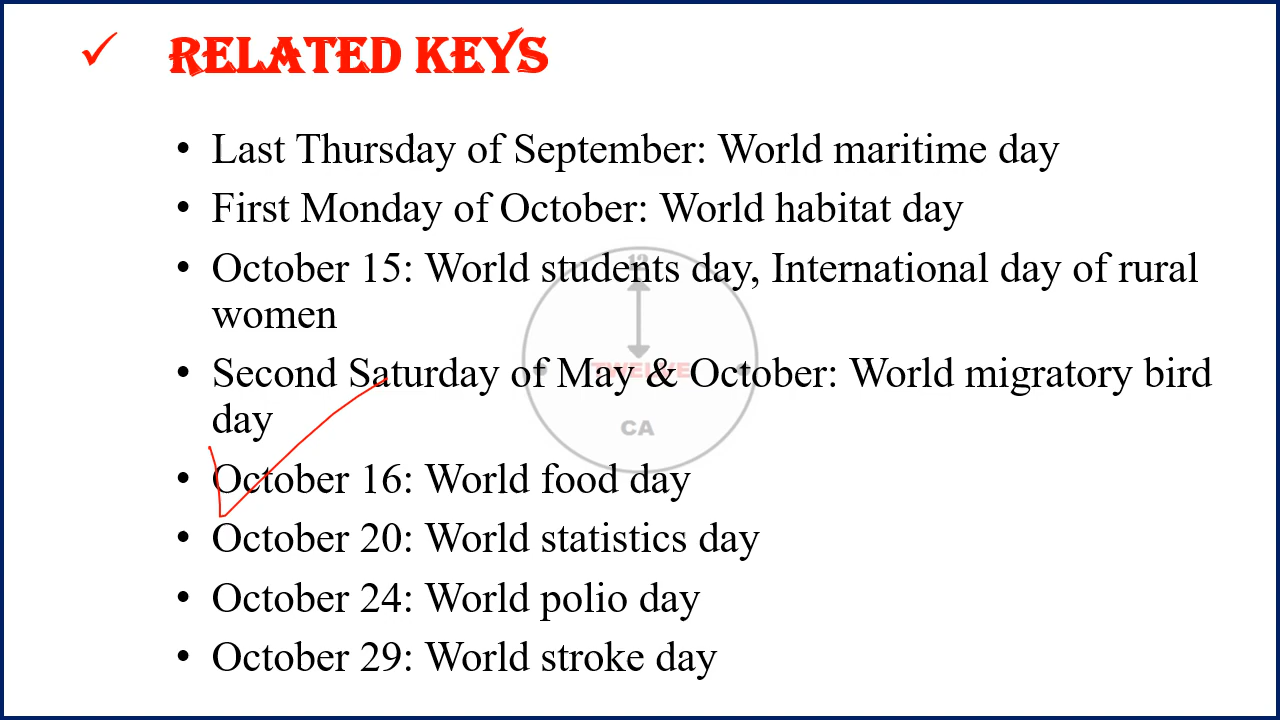 ✓ RELATED KEYS
• Last Thursday of September: World maritime day
• First Monday of October: World habitat day
• October 15: World students day, International day of rural
women
• Second Saturday of May & October: World migratory bird
day
• October 16: World food day
• October 20: World statistics day
• October 24: World polio day
• October 29: World stroke day
12
TWELVE
CA